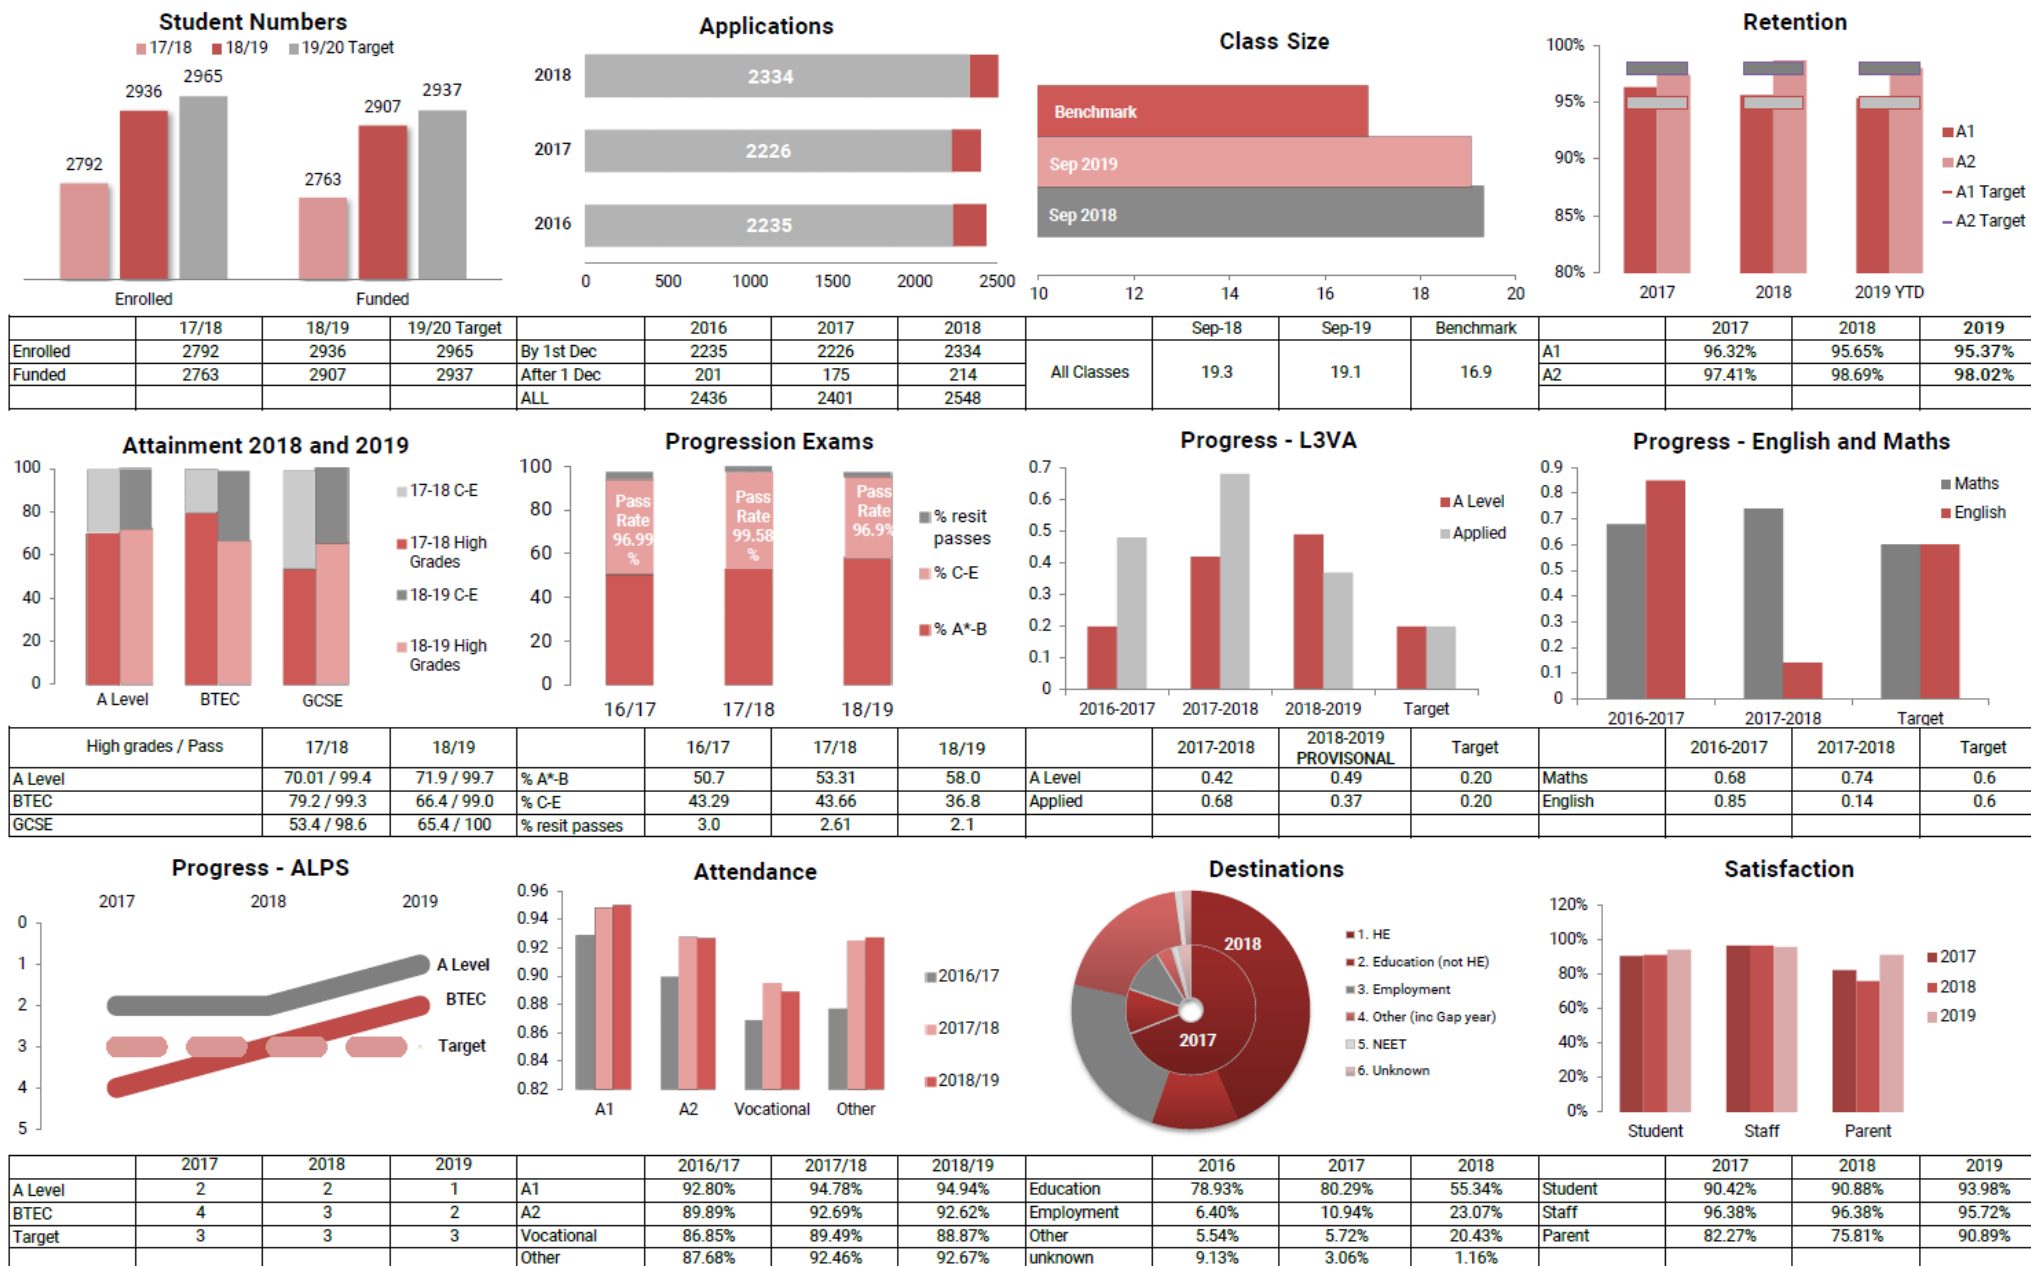 Student Numbers
17/18 18/19 19/20 Target
2792 2936 2965
2763 2907 2937
Enrolled Funded
Applications
2018 2334
2017 2226
2016 2235
0 500 1000 1500 2000 2500
Class Size
Benchmark
Sep 2019
Sep 2018
10 12 14 16 18 20
Retention
100%
95%
90%
85%
80%
2017 2018 2019 YTD
A1
A2
A1 Target
A2 Target
17/18 18/19 19/20 Target
Enrolled 2792 2936 2965
Funded 2763 2907 2937
2016 2017 2018
By 1st Dec 2235 2226 2334
After 1 Dec 201 175 214
ALL 2436 2401 2548
Sep-18 Sep-19 Benchmark
All Classes 19.3 19.1 16.9
2017 2018 2019
A1 96.32% 95.65% 95.37%
A2 97.41% 98.69% 98.02%
Attainment 2018 and 2019
100
80
60
40
20
0
A Level BTEC GCSE
17-18 C-E
17-18 High
Grades
18-19 C-E
18-19 High
Grades
Progression Exams
100
80
60
40
20
0
Pass
Rate
96.99
%
Pass
Rate
99.58
%
Pass
Rate
96.9%
16/17 17/18 18/19
% resit
passes
% C-E
% A*-B
Progress - L3VA
0.7
0.6
0.5
0.4
0.3
0.2
0.1
0
2016-2017 2017-2018 2018-2019 Target
A Level
Applied
Progress - English and Maths
0.9
0.8
0.7
0.6
0.5
0.4
0.3
0.2
0.1
0
2016-2017 2017-2018 Target
Maths
English
High grades / Pass 17/18 18/19
A Level 70.01 / 99.4 71.9 / 99.7
BTEC 79.2 / 99.3 66.4 / 99.0
GCSE 53.4 / 98.6 65.4 / 100
16/17 17/18 18/19
% A*-B 50.7 53.31 58.0
% C-E 43.29 43.66 36.8
% resit passes 3.0 2.61 2.1
2017-2018 2018-2019 PROVISONAL Target
A Level 0.42 0.49 0.20
Applied 0.68 0.37 0.20
2016-2017 2017-2018 Target
Maths 0.68 0.74 0.6
English 0.85 0.14 0.6
Progress - ALPS
2017 2018 2019
0
1
2
3
4
5
A Level
BTEC
Target
Attendance
0.96
0.94
0.92
0.90
0.88
0.86
0.84
0.82
A1 A2 Vocational Other
2016/17
2017/18
2018/19
Destinations
2018
2017
1. HE
2. Education (not HE)
3. Employment
4. Other (inc Gap year)
5. NEET
6. Unknown
Satisfaction
120%
100%
80%
60%
40%
20%
0%
Student Staff Parent
2017
2018
2019
2017 2018 2019
A Level 2 2 1
BTEC 4 3 2
Target 3 3 3
2016/17 2017/18 2018/19
A1 92.80% 94.78% 94.94%
A2 89.89% 92.69% 92.62%
Vocational 86.85% 89.49% 88.87%
Other 87.68% 92.46% 92.67%
2016 2017 2018
Education 78.93% 80.29% 55.34%
Employment 6.40% 10.94% 23.07%
Other 5.54% 5.72% 20.43%
unknown 9.13% 3.06% 1.16%
2017 2018 2019
Student 90.42% 90.88% 93.98%
Staff 96.38% 96.38% 95.72%
Parent 82.27% 75.81% 90.89%